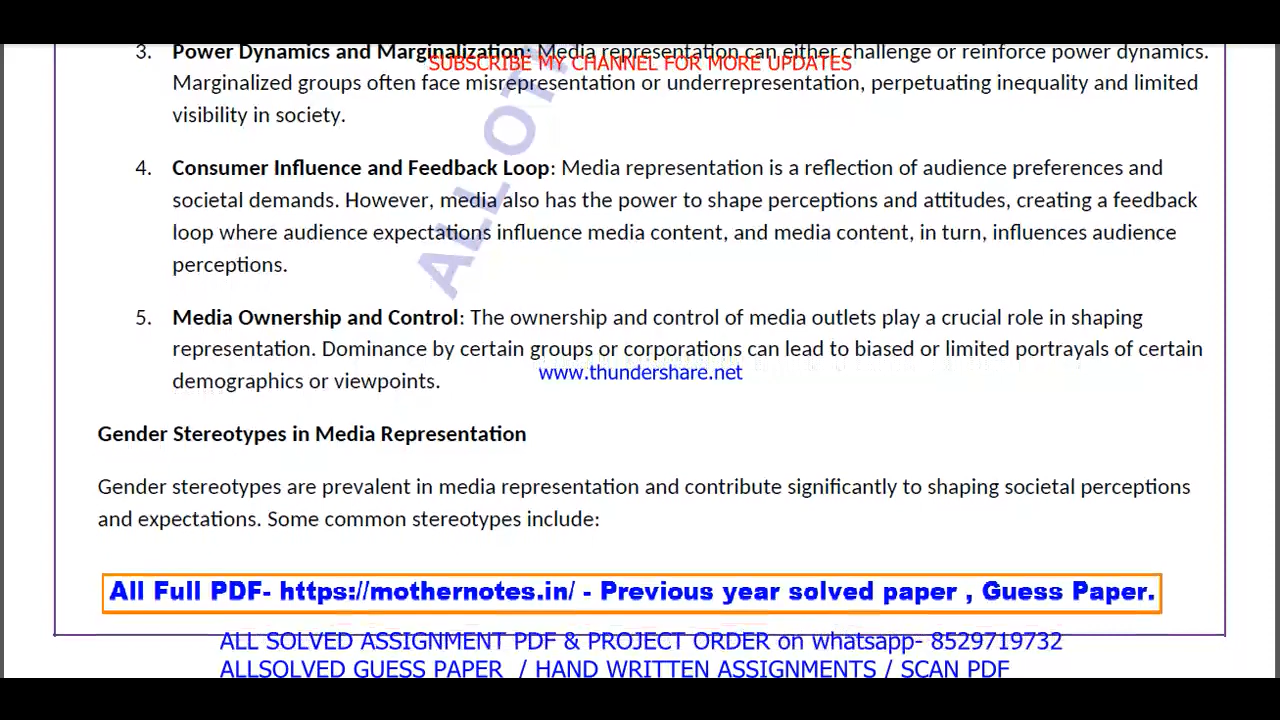 3. Power Dynamics and Marginalization: Media representation can either challenge or reinforce power dynamics.
SUBSCRIBE MY CHANNEL FOR MORE UPDATES
Marginalized groups often face misrepresentation or underrepresentation, perpetuating inequality and limited
visibility in society.
ALL
4. Consumer Influence and Feedback Loop: Media representation is a reflection of audience preferences and
societal demands. However, media also has the power to shape perceptions and attitudes, creating a feedback
loop where audience expectations influence media content, and media content, in turn, influences audience
perceptions.
5. Media Ownership and Control: The ownership and control of media outlets play a crucial role in shaping
representation. Dominance by certain groups or corporations can lead to biased or limited portrayals of certain
www.thundershare.net
demographics or viewpoints.
Gender Stereotypes in Media Representation
Gender stereotypes are prevalent in media representation and contribute significantly to shaping societal perceptions
and expectations. Some common stereotypes include:
All Full PDF- https://mothernotes.in/ - Previous year solved paper , Guess Paper.
ALL SOLVED ASSIGNMENT PDF & PROJECT ORDER on whatsapp- 8529719732
ALLSOLVED GUESS PAPER / HAND WRITTEN ASSIGNMENTS / SCAN PDF